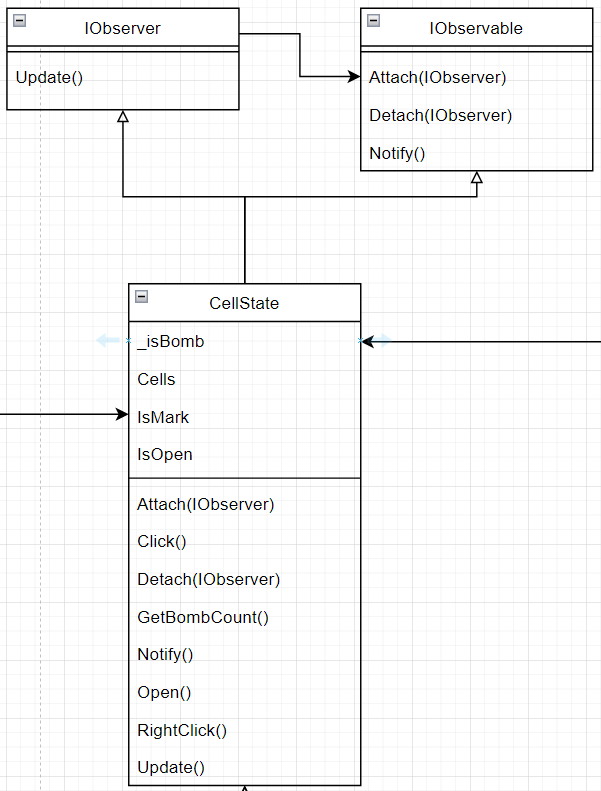 IObserver
Update()
IObservable
Attach(IObserver)
Detach(IObserver)
Notify()
CellState
_isBomb
Cells
IsMark
IsOpen
Attach(IObserver)
Click()
Detach(IObserver)
GetBombCount()
Notify()
Open()
RightClick()
Update()